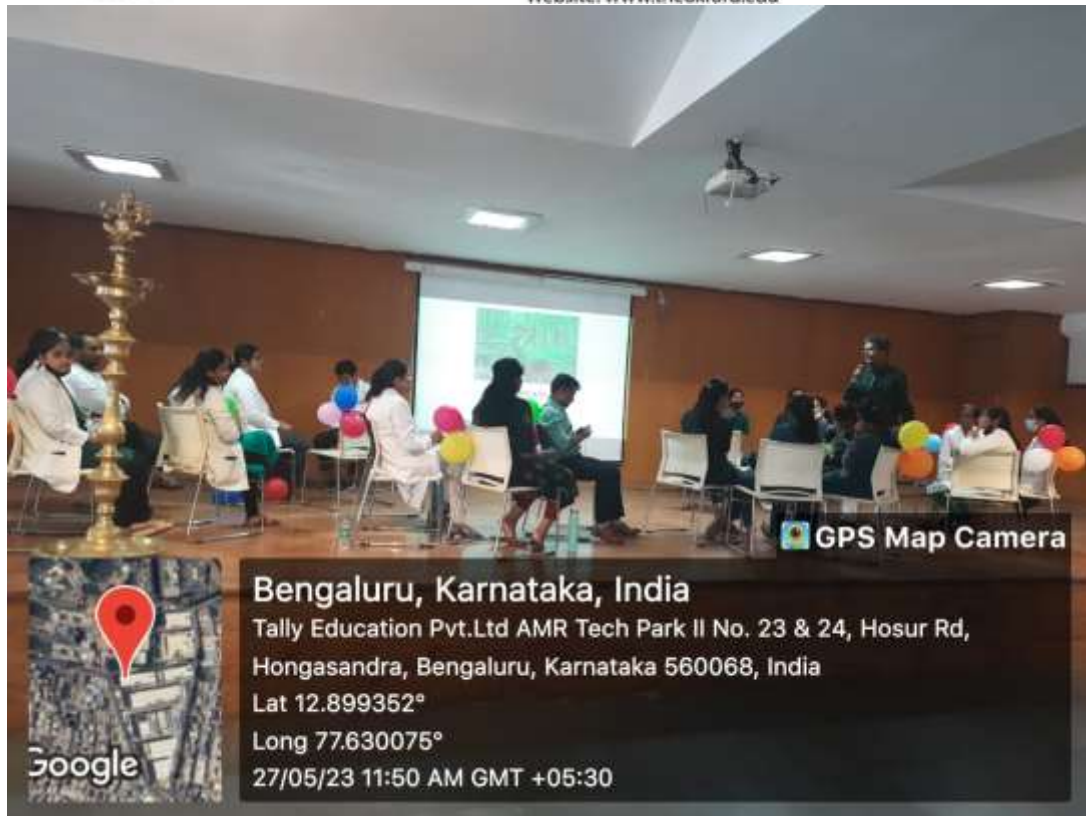 GPS Map Camera
Bengaluru, Karnataka, India
Tally Education Pvt.Ltd AMR Tech Park II No. 23 & 24, Hosur Rd,
Hongasandra, Bengaluru, Karnataka 560068, India
Lat 12.899352°
Long 77.630075°
27/05/23 11:50 AM GMT +05:30
Google